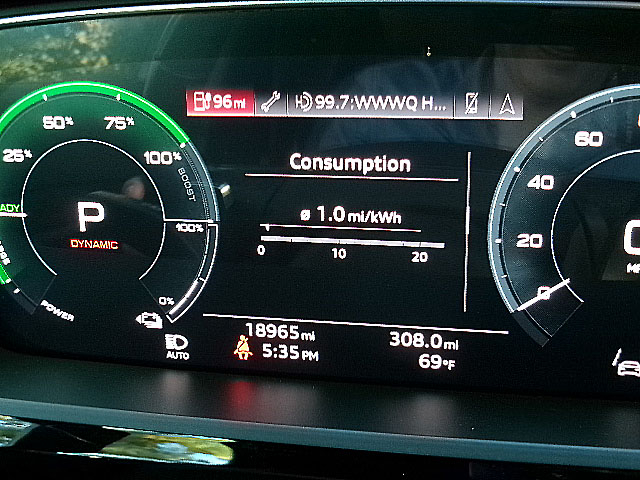 96 mi 99.7;WWWQ H...
50% 75%
25% 100%
BOOST
Consumption
ø 1.0 mi/kWh
0 10 20
P
DYNAMIC
100%
0%
POWER
AUTO
18965 mi 308.0 mi
5:35 PM 69°F
60
40
20
0